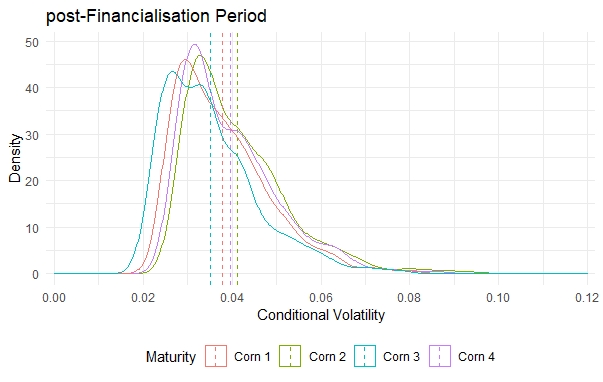 post-Financialisation Period
50
40
30
20
10
0
Density
0.00 0.02 0.04 0.06 0.08 0.10 0.12
Conditional Volatility
Maturity Corn 1 Corn 2 Corn 3 Corn 4